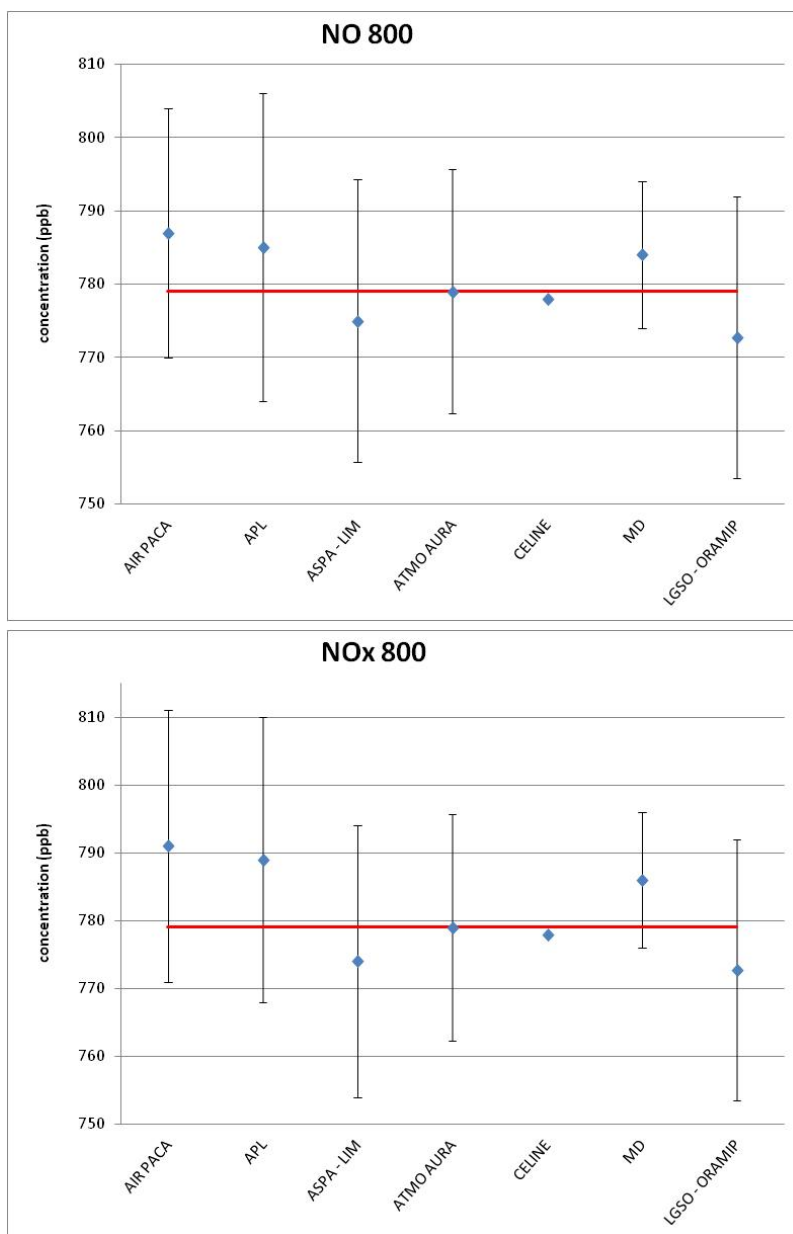 NO 800
810
800
790
780
770
760
750
concentration (ppb)
AIR PACA
APL
ASPA - LIM
ATMO AURA
CELINE
MD
LGSO - ORAMIP
NOx 800
810
800
790
780
770
760
750
concentration (ppb)
AIR PACA
APL
ASPA - LIM
ATMO AURA
CELINE
MD
LGSO - ORAMIP